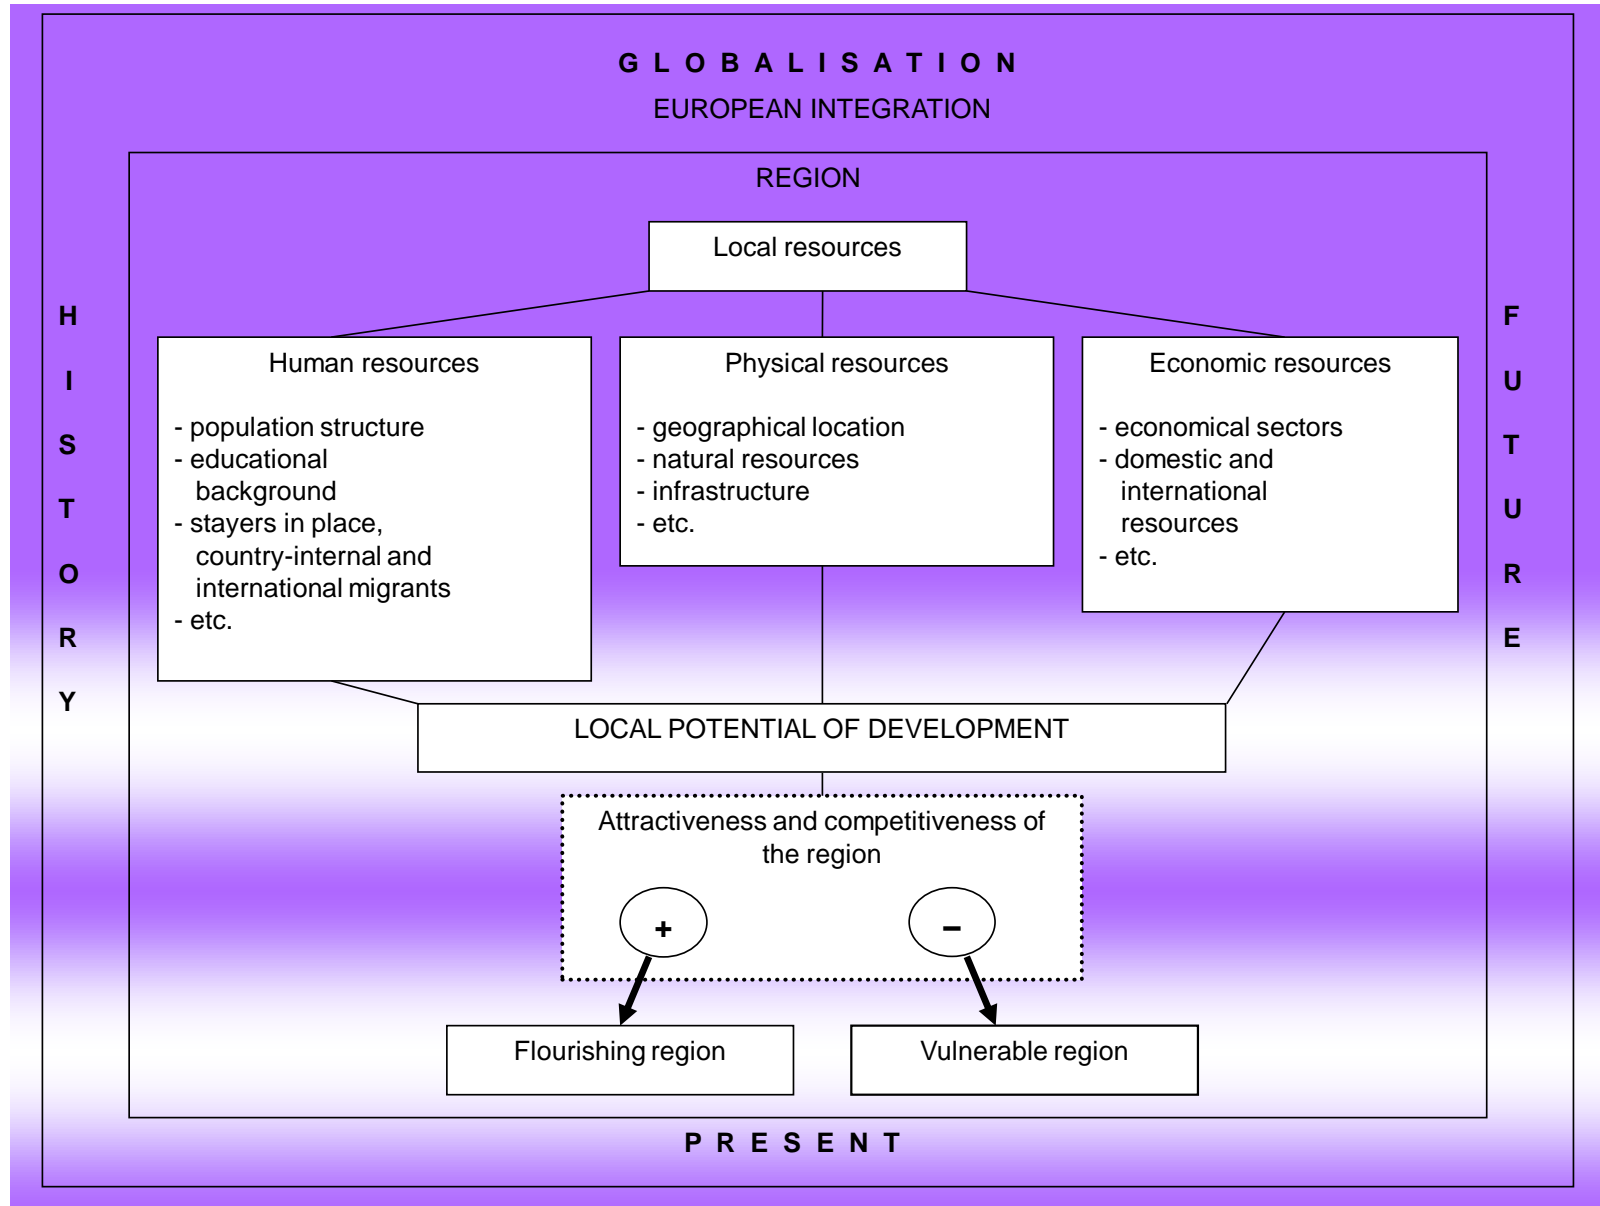 G L O B A L I S A T I O N
EUROPEAN INTEGRATION
REGION
Local resources
H I S T O R Y
F U T U R E
Human resources
- population structure
- educational
background
- stayers in place,
country-internal and
international migrants
- etc.
Physical resources
- geographical location
- natural resources
- infrastructure
- etc.
Economic resources
- economical sectors
- domestic and
international
resources
- etc.
LOCAL POTENTIAL OF DEVELOPMENT
Attractiveness and competitiveness of
the region
+
−
Flourishing region
Vulnerable region
P R E S E N T